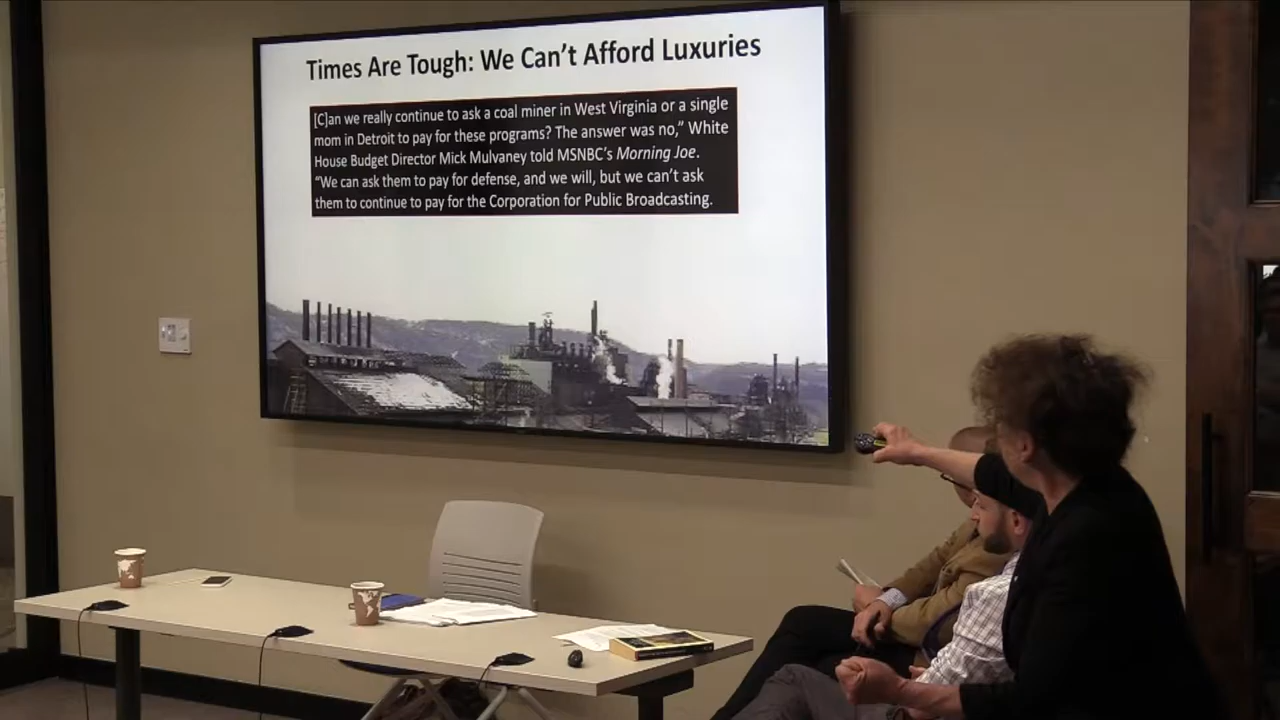 Times Are Tough: We Can’t Afford Luxuries
[C]an we really continue to ask a coal miner in West Virginia or a single
mom in Detroit to pay for these programs? The answer was no,” White
House Budget Director Mick Mulvaney told MSNBC’s Morning Joe.
“We can ask them to pay for defense, and we will, but we can’t ask
them to continue to pay for the Corporation for Public Broadcasting.